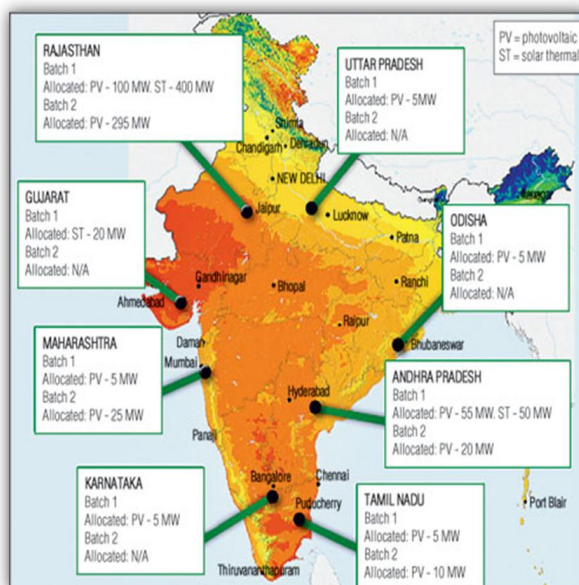 PV = photovoltaic
ST = solar thermal
RAJASTHAN
Batch 1
Allocated: PV - 100 MW. ST - 400 MW
Batch 2
Allocated: PV - 295 MW
UTTAR PRADESH
Batch 1
Allocated: PV - 5MW
Batch 2
Allocated: N/A
Shimla
Chandigarh
Dehradun
NEW DELHI
Jaipur
Lucknow
Patna
GUJARAT
Batch 1
Allocated: ST - 20 MW
Batch 2
Allocated: N/A
ODISHA
Batch 1
Allocated: PV - 5 MW
Batch 2
Allocated: N/A
Gandhinagar
Bhopal
Ranchi
Ahmedabad
Raipur
Bhubaneswar
MAHARASHTRA
Batch 1
Allocated: PV - 5 MW
Batch 2
Allocated: PV - 25 MW
Daman
Mumbai
Hyderabad
Panaji
ANDHRA PRADESH
Batch 1
Allocated: PV - 55 MW. ST - 50 MW
Batch 2
Allocated: PV - 20 MW
KARNATAKA
Batch 1
Allocated: PV - 5 MW
Batch 2
Allocated: N/A
Bangalore
Chennai
Puducherry
TAMIL NADU
Batch 1
Allocated: PV - 5 MW
Batch 2
Allocated: PV - 10 MW
Port Blair
Thiruvananthapuram